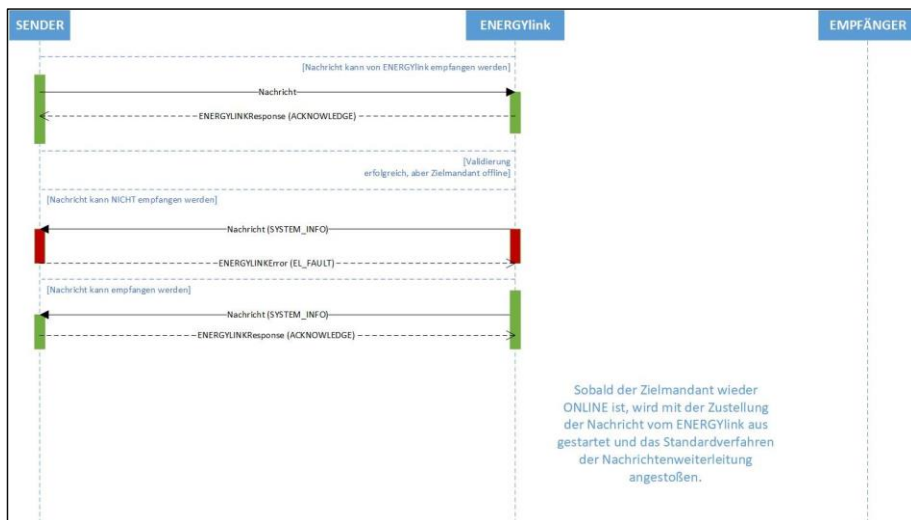 SENDER
ENERGYlink
EMPFÄNGER
[Nachricht kann von ENERGYlink empfangen werden]
Nachricht
ENERGYLINKResponse (ACKNOWLEDGE)
[Validierung
erfolgreich, aber Zielmandant offline]
[Nachricht kann NICHT empfangen werden]
Nachricht (SYSTEM_INFO)
ENERGYLINKError (EL_FAULT)
[Nachricht kann empfangen werden]
Nachricht (SYSTEM_INFO)
ENERGYLINKResponse (ACKNOWLEDGE)
Sobald der Zielmandant wieder
ONLINE ist, wird mit der Zustellung
der Nachricht vom ENERGYlink aus
gestartet und das Standardverfahren
der Nachrichtenweiterleitung
angestoßen.